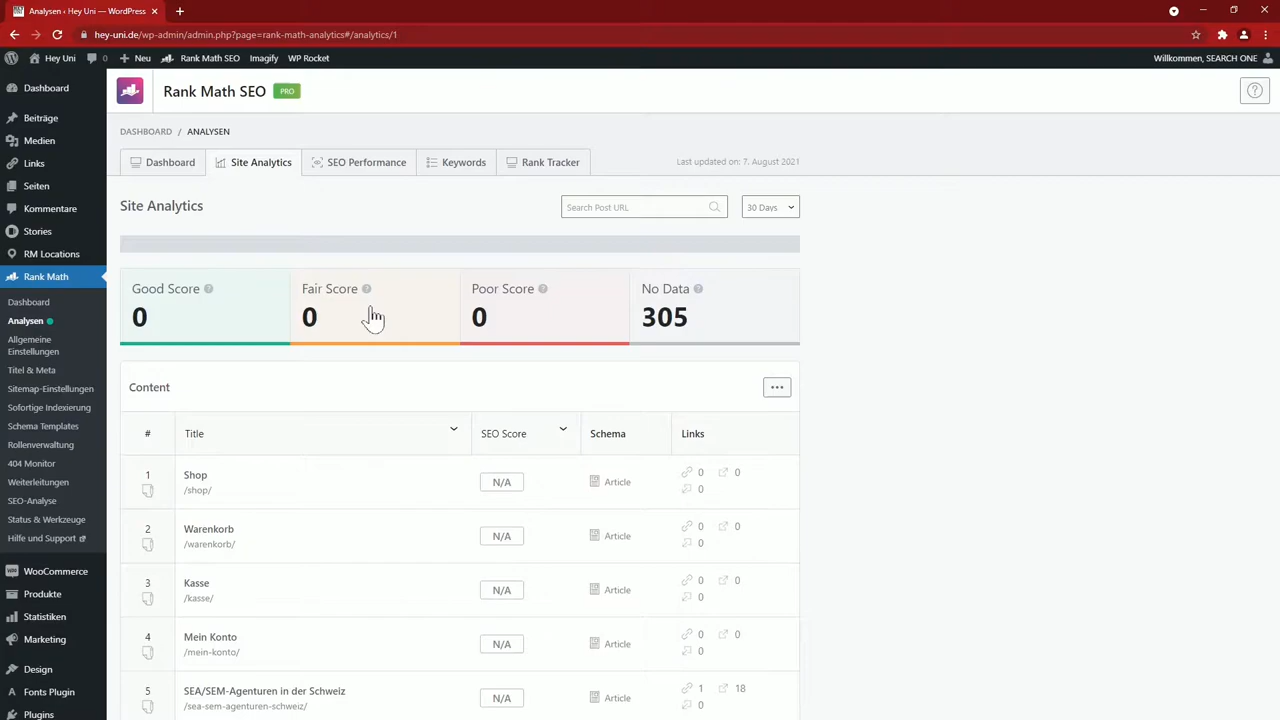 Analysen ‹ Hey Uni — WordPress
hey-uni.de/wp-admin/admin.php?page=rank-math-analytics#/analytics/1
Hey Uni
0
Neu
Rank Math SEO
Imagify
WP Rocket
Willkommen, SEARCH ONE
Dashboard
Beiträge
Medien
Links
Seiten
Kommentare
Stories
RM Locations
Rank Math
Dashboard
Analysen
Allgemeine
Einstellungen
Titel & Meta
Sitemap-Einstellungen
Sofortige Indexierung
Schema Templates
Rollenverwaltung
404 Monitor
Weiterleitungen
SEO-Analyse
Status & Werkzeuge
Hilfe und Support
WooCommerce
Produkte
Statistiken
Marketing
Design
Fonts Plugin
Plugins
Rank Math SEO
PRO
DASHBOARD / ANALYSEN
Dashboard
Site Analytics
SEO Performance
Keywords
Rank Tracker
Last updated on: 7. August 2021
Site Analytics
Search Post URL
30 Days
Good Score
0
Fair Score
0
Poor Score
0
No Data
305
Content
# Title SEO Score Schema Links
1 Shop N/A Article 0 0
/shop/ 0
2 Warenkorb N/A Article 0 0
/warenkorb/ 0
3 Kasse N/A Article 0 0
/kasse/ 0
4 Mein Konto N/A Article 0 0
/mein-konto/ 0
5 SEA/SEM-Agenturen in der Schweiz N/A Article 1 18
/sea-sem-agenturen-schweiz/ 0